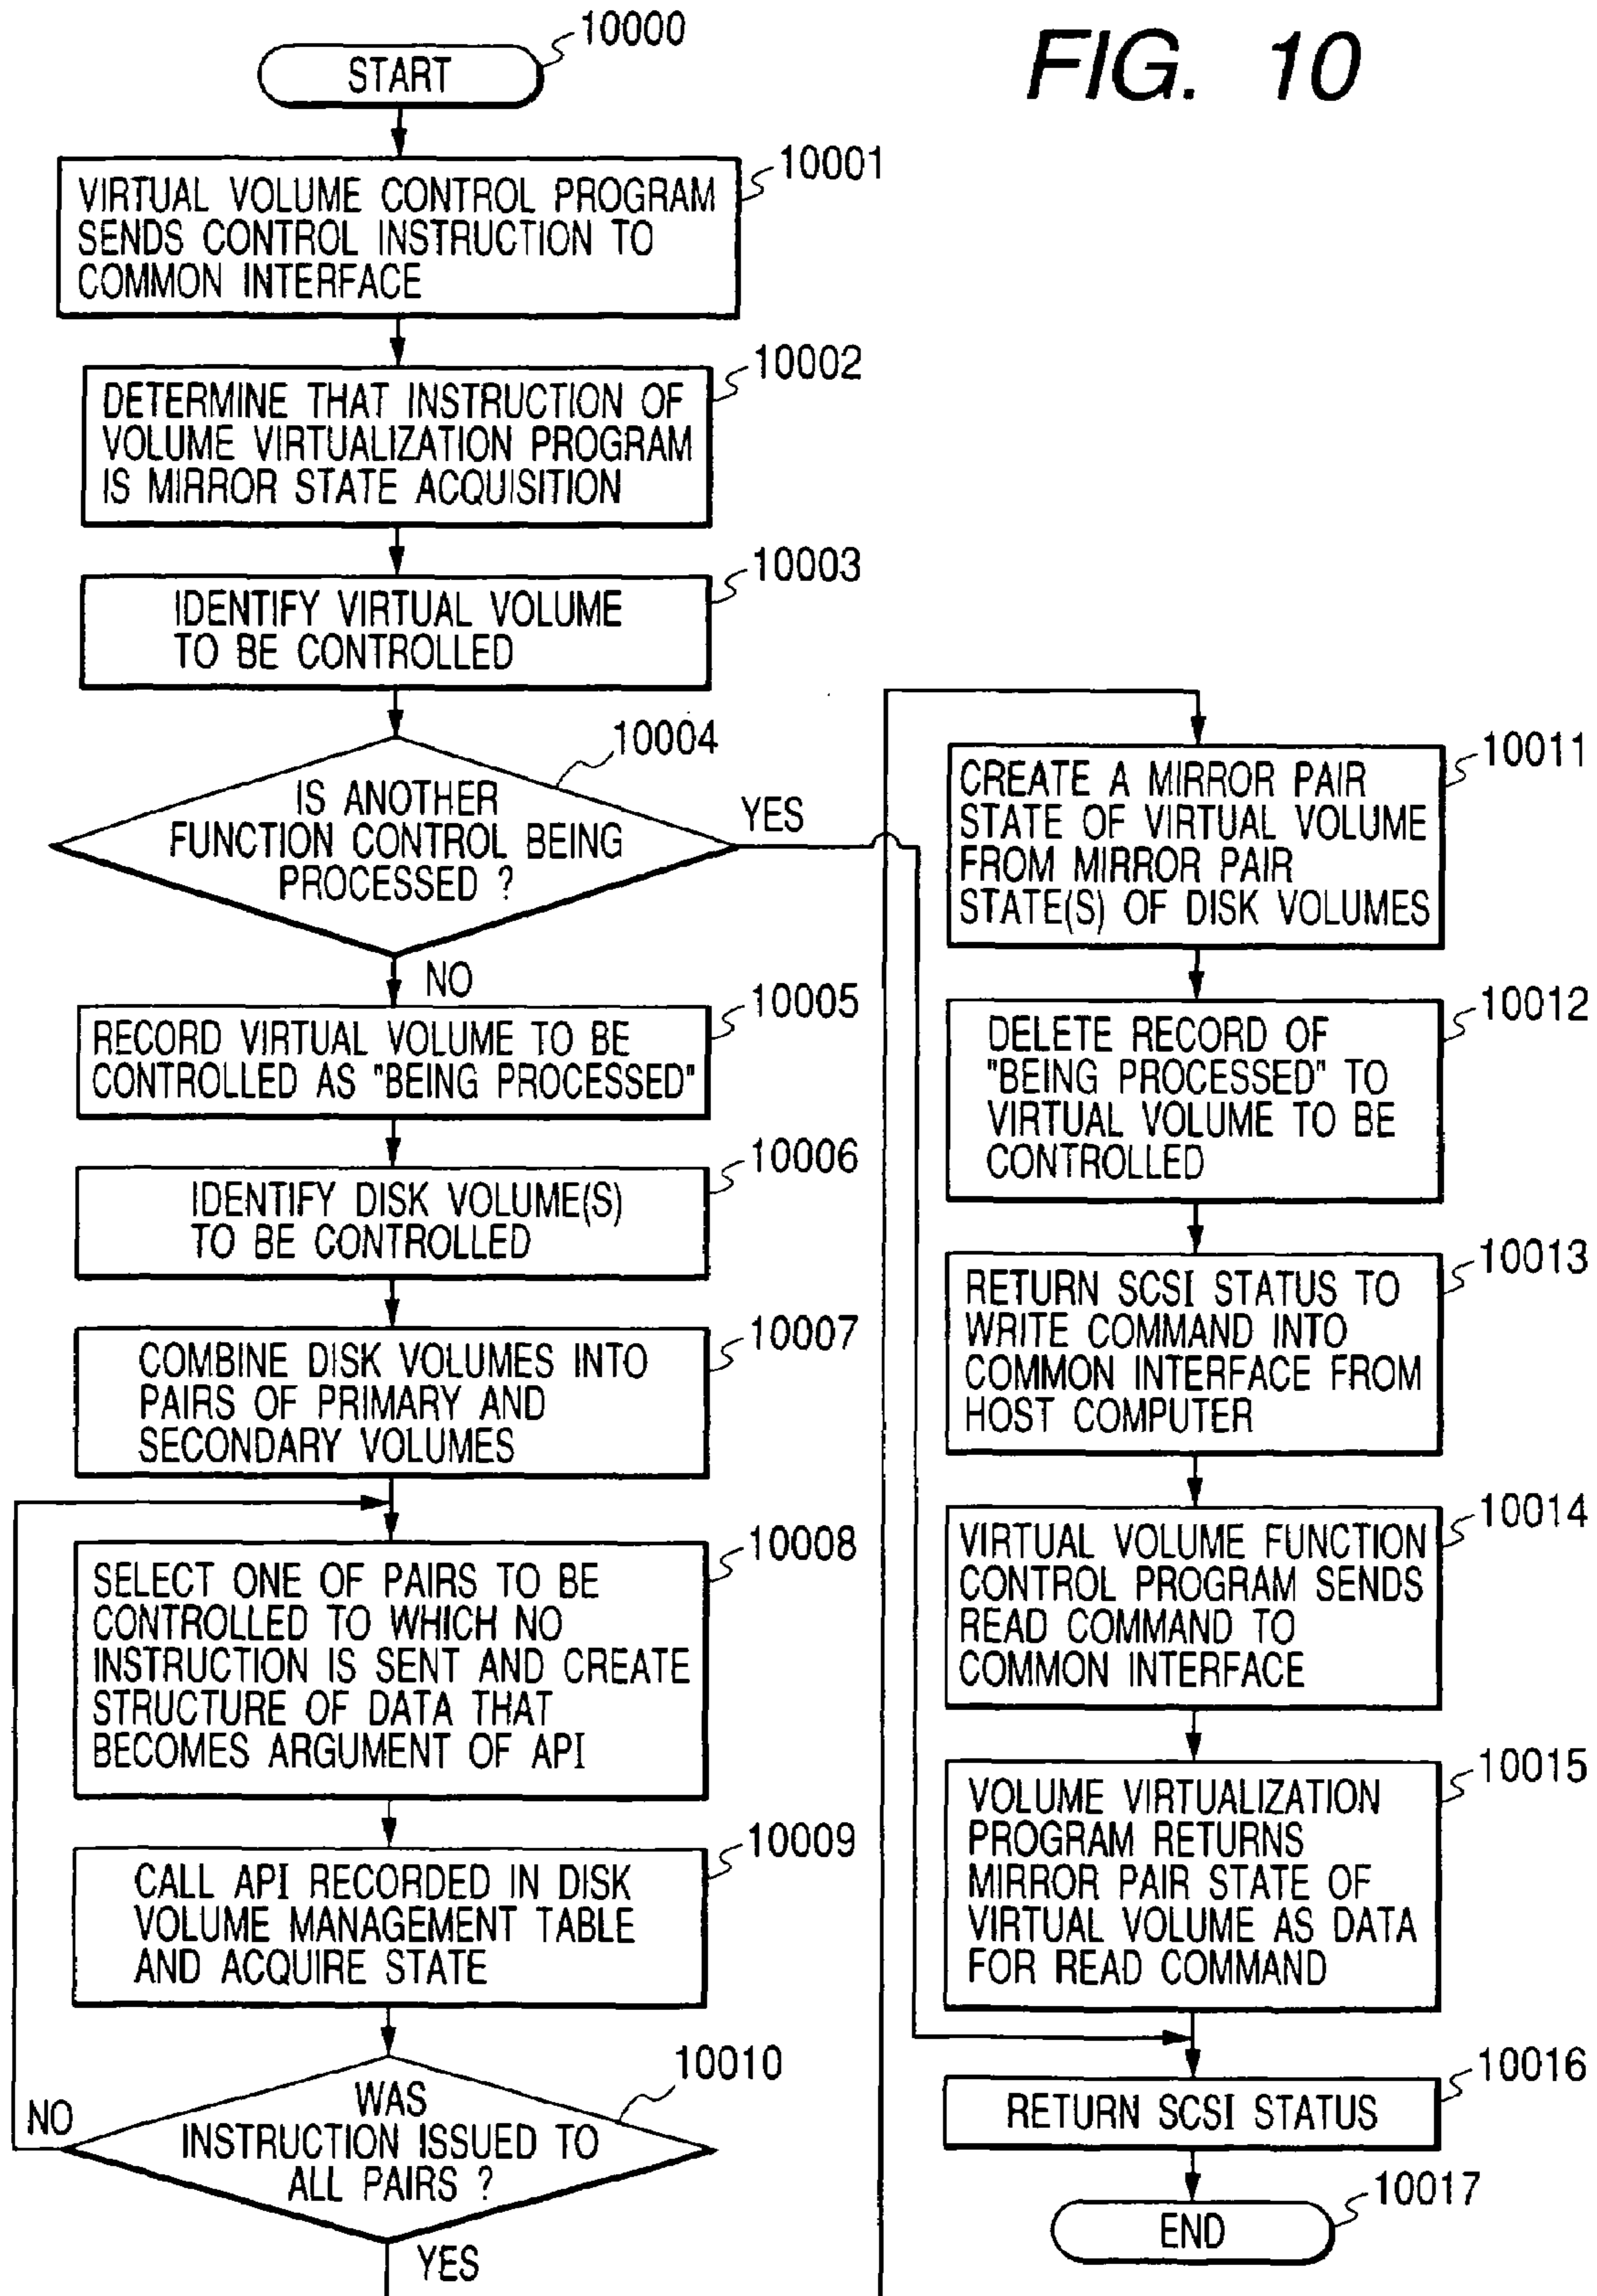 FIG. 10
10000
START
10001
VIRTUAL VOLUME CONTROL PROGRAM
SENDS CONTROL INSTRUCTION TO
COMMON INTERFACE
10002
DETERMINE THAT INSTRUCTION OF
VOLUME VIRTUALIZATION PROGRAM
IS MIRROR STATE ACQUISITION
10003
IDENTIFY VIRTUAL VOLUME
TO BE CONTROLLED
10004
IS ANOTHER
FUNCTION CONTROL BEING
PROCESSED ?
YES
NO
10005
RECORD VIRTUAL VOLUME TO BE
CONTROLLED AS "BEING PROCESSED"
10006
IDENTIFY DISK VOLUME(S)
TO BE CONTROLLED
10007
COMBINE DISK VOLUMES INTO
PAIRS OF PRIMARY AND
SECONDARY VOLUMES
10008
SELECT ONE OF PAIRS TO BE
CONTROLLED TO WHICH NO
INSTRUCTION IS SENT AND CREATE
STRUCTURE OF DATA THAT
BECOMES ARGUMENT OF API
10009
CALL API RECORDED IN DISK
VOLUME MANAGEMENT TABLE
AND ACQUIRE STATE
10010
WAS
INSTRUCTION ISSUED TO
ALL PAIRS ?
NO
YES
10011
CREATE A MIRROR PAIR
STATE OF VIRTUAL VOLUME
FROM MIRROR PAIR
STATE(S) OF DISK VOLUMES
10012
DELETE RECORD OF
"BEING PROCESSED" TO
VIRTUAL VOLUME TO BE
CONTROLLED
10013
RETURN SCSI STATUS TO
WRITE COMMAND INTO
COMMON INTERFACE FROM
HOST COMPUTER
10014
VIRTUAL VOLUME FUNCTION
CONTROL PROGRAM SENDS
READ COMMAND TO
COMMON INTERFACE
10015
VOLUME VIRTUALIZATION
PROGRAM RETURNS
MIRROR PAIR STATE OF
VIRTUAL VOLUME AS DATA
FOR READ COMMAND
10016
RETURN SCSI STATUS
10017
END